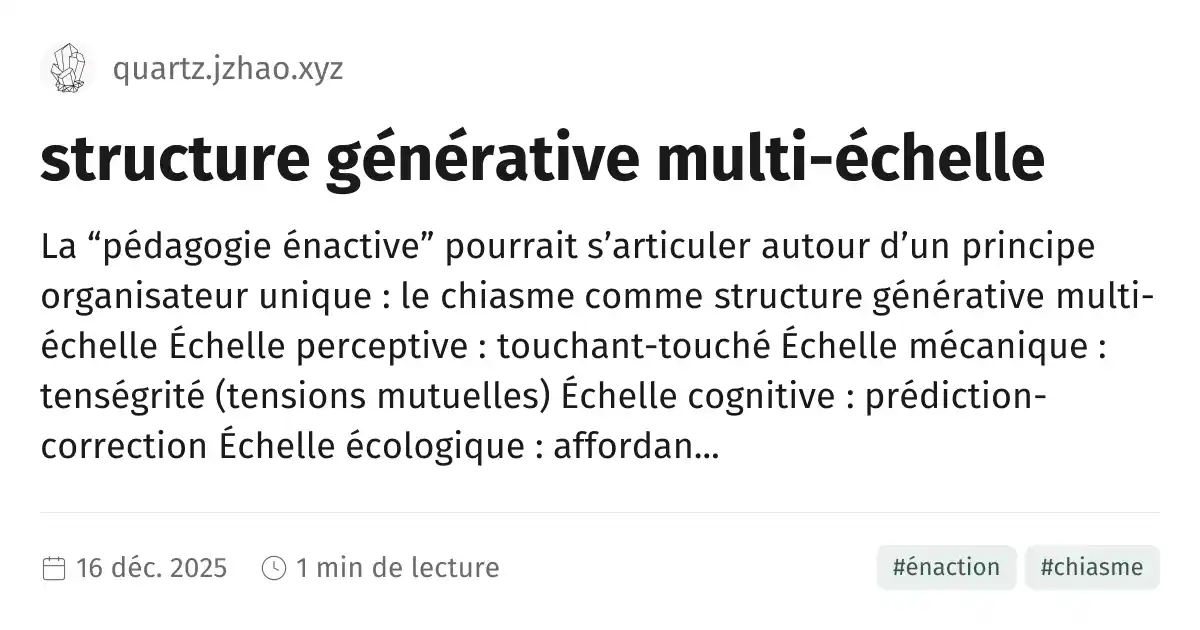 quartz.jzhao.xyz
structure générative multi-échelle
La “pédagogie énactive” pourrait s’articuler autour d’un principe
organisateur unique : le chiasme comme structure générative multi-
échelle Échelle perceptive : touchant-touché Échelle mécanique :
tenségrité (tensions mutuelles) Échelle cognitive : prédiction-
correction Échelle écologique : affordan...
16 déc. 2025 1 min de lecture #énaction #chiasme